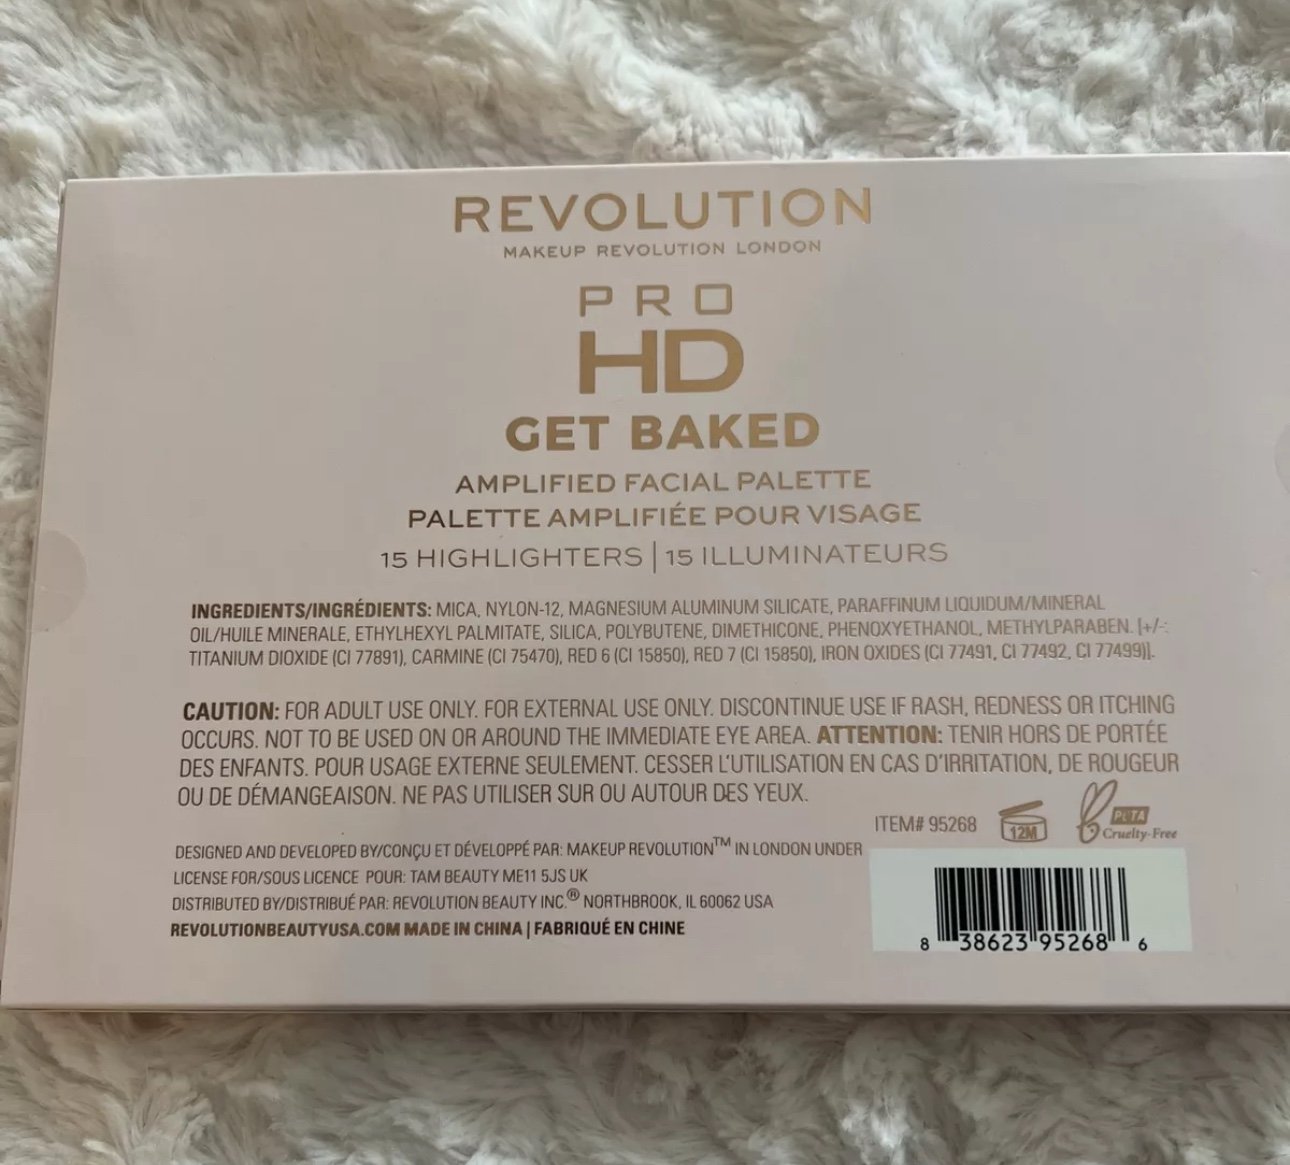 REVOLUTION
MAKEUP REVOLUTION LONDON
PRO
HD
GET BAKED
AMPLIFIED FACIAL PALETTE
PALETTE AMPLIFIÉE POUR VISAGE
15 HIGHLIGHTERS | 15 ILLUMINATEURS
INGREDIENTS/INGRÉDIENTS: MICA, NYLON-12, MAGNESIUM ALUMINUM SILICATE, PARAFFINUM LIQUIDUM/MINERAL
OIL/HUILE MINERALE, ETHYLHEXYL PALMITATE, SILICA, POLYBUTENE, DIMETHICONE, PHENOXYETHANOL, METHYLPARABEN. [+/-:
TITANIUM DIOXIDE (CI 77891), CARMINE (CI 75470), RED 6 (CI 15850), RED 7 (CI 15850), IRON OXIDES (CI 77491, CI 77492, CI 77499)].
CAUTION: FOR ADULT USE ONLY. FOR EXTERNAL USE ONLY. DISCONTINUE USE IF RASH, REDNESS OR ITCHING
OCCURS. NOT TO BE USED ON OR AROUND THE IMMEDIATE EYE AREA. ATTENTION: TENIR HORS DE PORTÉE
DES ENFANTS. POUR USAGE EXTERNE SEULEMENT. CESSER L'UTILISATION EN CAS D'IRRITATION, DE ROUGEUR
OU DE DÉMANGEAISON. NE PAS UTILISER SUR OU AUTOUR DES YEUX.
ITEM# 95268
12M
PETA
Cruelty-Free
DESIGNED AND DEVELOPED BY/CONÇU ET DÉVELOPPÉ PAR: MAKEUP REVOLUTION™ IN LONDON UNDER
LICENSE FOR/SOUS LICENCE POUR: TAM BEAUTY ME11 5JS UK
DISTRIBUTED BY/DISTRIBUÉ PAR: REVOLUTION BEAUTY INC.® NORTHBROOK, IL 60062 USA
REVOLUTIONBEAUTYUSA.COM MADE IN CHINA | FABRIQUÉ EN CHINE
8 38623 95268 6